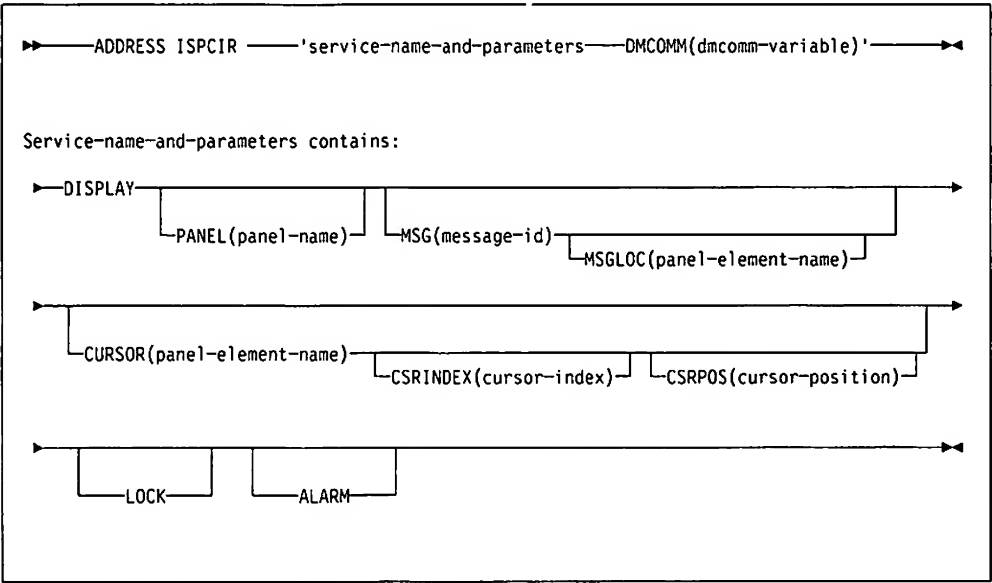 ADDRESS ISPCIR 'service-name-and-parameters DMCOMM(dmcomm-variable)'
Service-name-and-parameters contains:
DISPLAY
PANEL(panel-name) MSG(message-id)
MSGLOC(panel-element-name)
CURSOR(panel-element-name)
CSRINDEX(cursor-index) CSRPOS(cursor-position)
LOCK ALARM